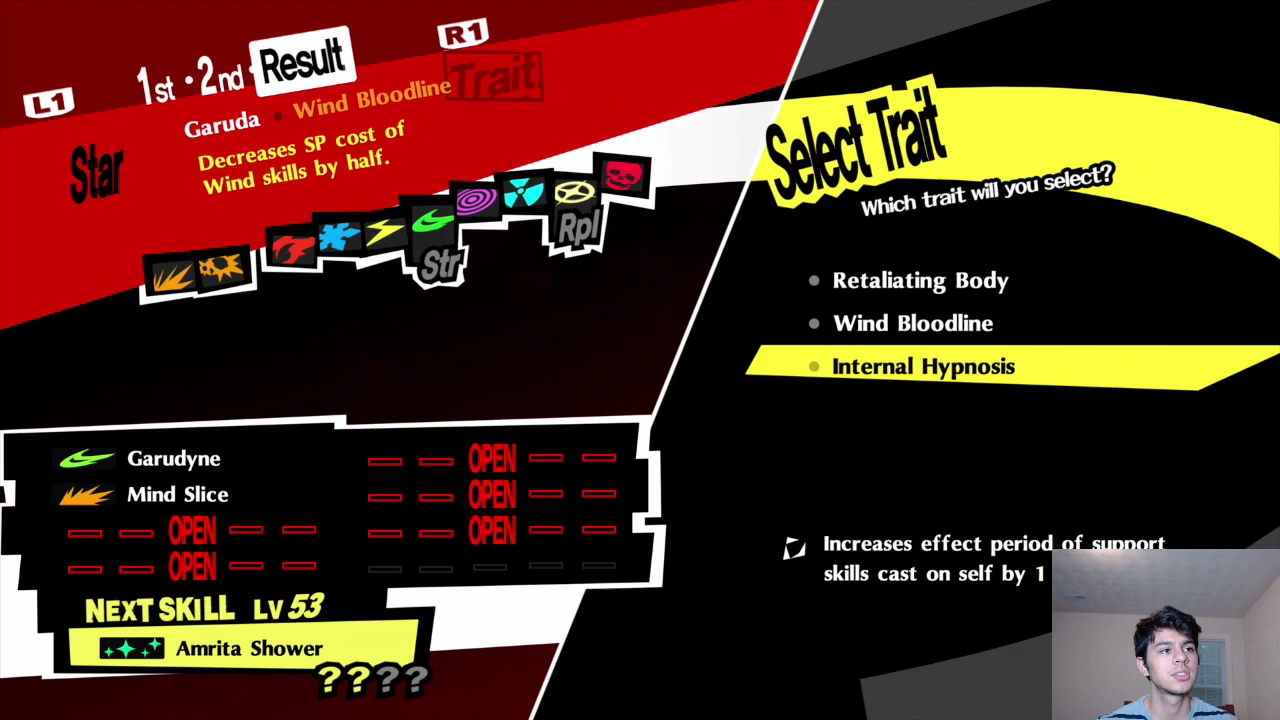 L1
1st • 2nd
Result
R1
Trait
Star
Garuda • Wind Bloodline
Decreases SP cost of
Wind skills by half.
Str
Rpl
Select Trait
Which trait will you select?
Retaliating Body
Wind Bloodline
Internal Hypnosis
Garudyne
Mind Slice
OPEN
OPEN
OPEN
OPEN
OPEN
NEXT SKILL LV 53
Amrita Shower
????
Increases effect period of support
skills cast on self by 1